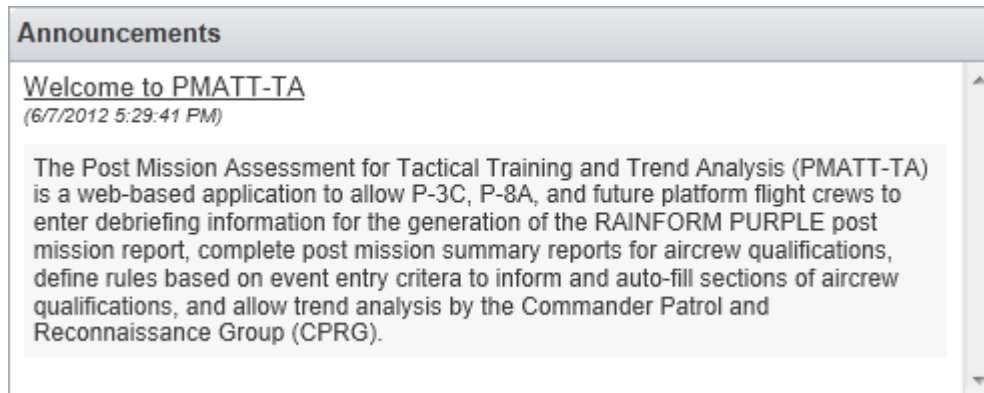 Announcements
Welcome to PMATT-TA
(6/7/2012 5:29:41 PM)
The Post Mission Assessment for Tactical Training and Trend Analysis (PMATT-TA)
is a web-based application to allow P-3C, P-8A, and future platform flight crews to
enter debriefing information for the generation of the RAINFORM PURPLE post
mission report, complete post mission summary reports for aircrew qualifications,
define rules based on event entry critera to inform and auto-fill sections of aircrew
qualifications, and allow trend analysis by the Commander Patrol and
Reconnaissance Group (CPRG).